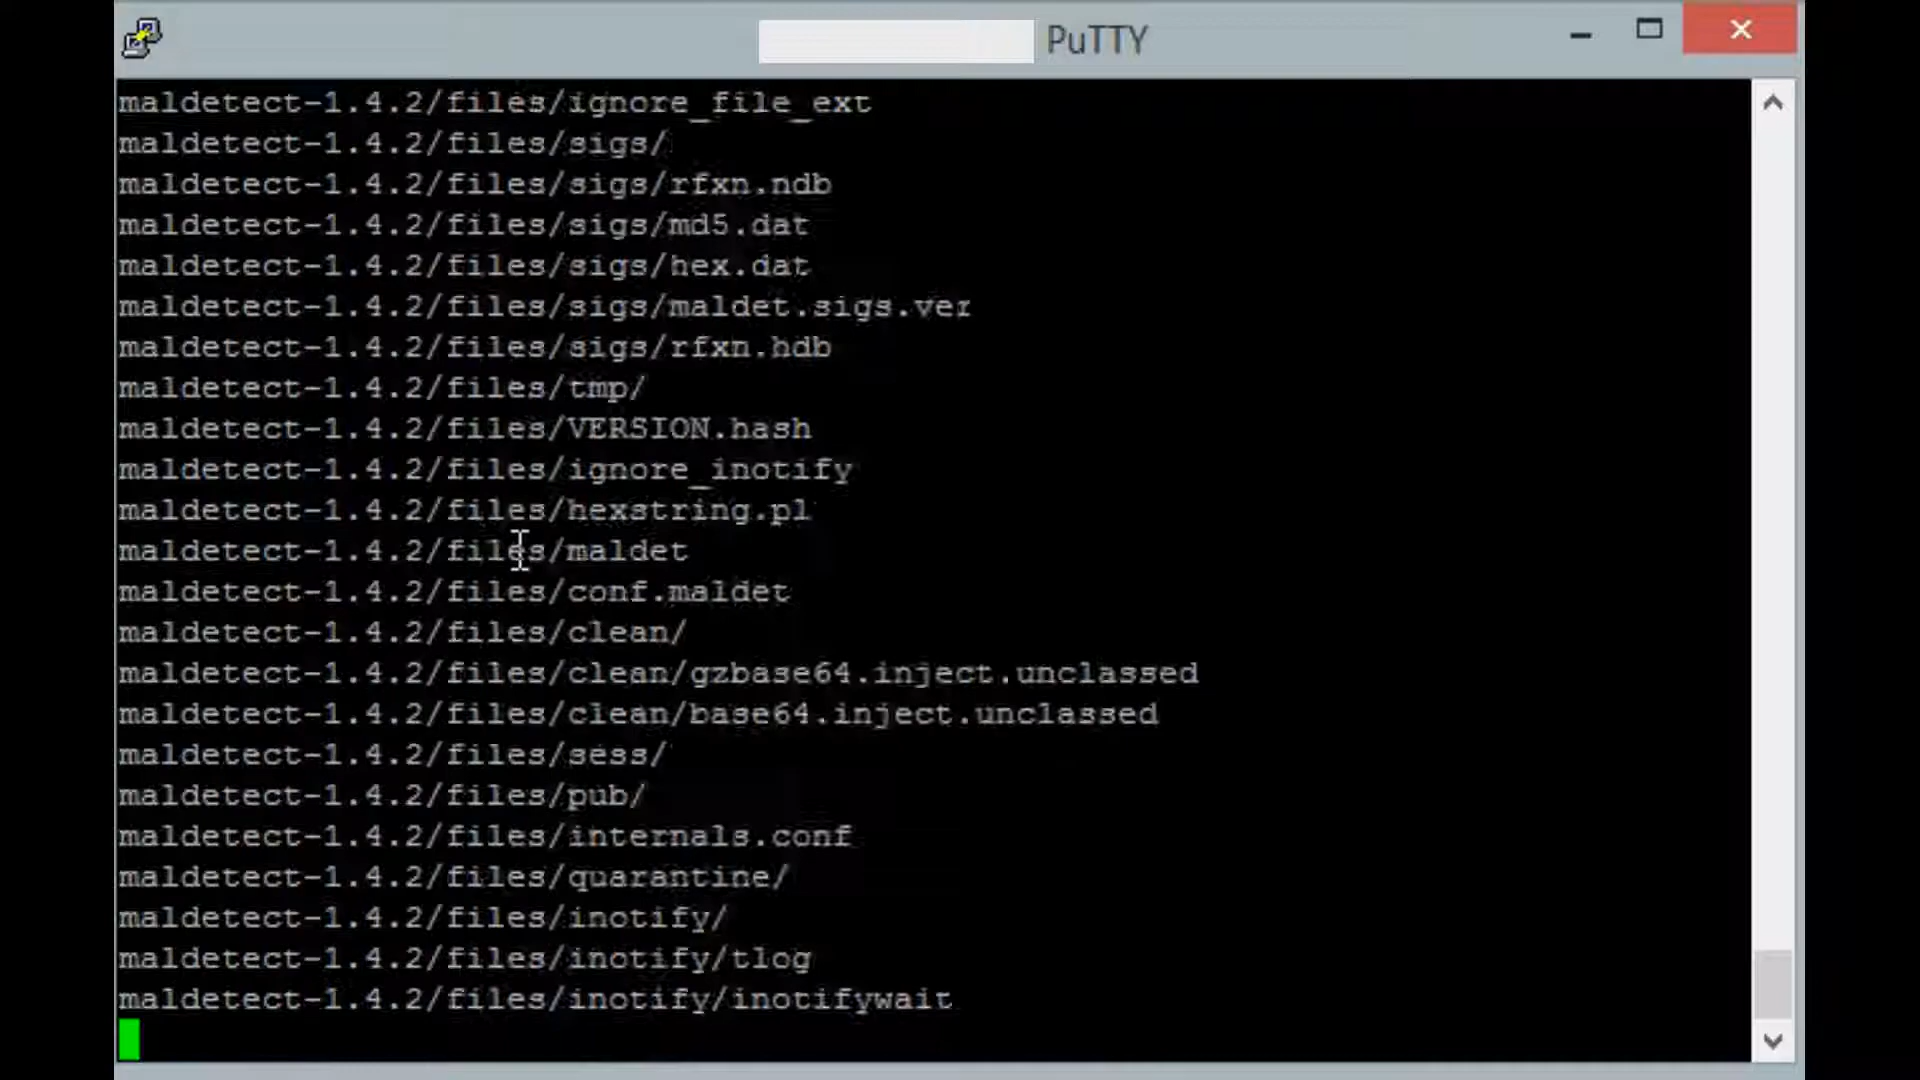 PuTTY
maldetect-1.4.2/files/ignore_file_ext
maldetect-1.4.2/files/sigs/
maldetect-1.4.2/files/sigs/rfxn.ndb
maldetect-1.4.2/files/sigs/md5.dat
maldetect-1.4.2/files/sigs/hex.dat
maldetect-1.4.2/files/sigs/maldet.sigs.ver
maldetect-1.4.2/files/sigs/rfxn.hdb
maldetect-1.4.2/files/tmp/
maldetect-1.4.2/files/VERSION.hash
maldetect-1.4.2/files/ignore_inotify
maldetect-1.4.2/files/hexstring.pl
maldetect-1.4.2/files/maldet
maldetect-1.4.2/files/conf.maldet
maldetect-1.4.2/files/clean/
maldetect-1.4.2/files/clean/gzbase64.inject.unclassed
maldetect-1.4.2/files/clean/base64.inject.unclassed
maldetect-1.4.2/files/sess/
maldetect-1.4.2/files/pub/
maldetect-1.4.2/files/internals.conf
maldetect-1.4.2/files/quarantine/
maldetect-1.4.2/files/inotify/
maldetect-1.4.2/files/inotify/tlog
maldetect-1.4.2/files/inotify/inotifywait